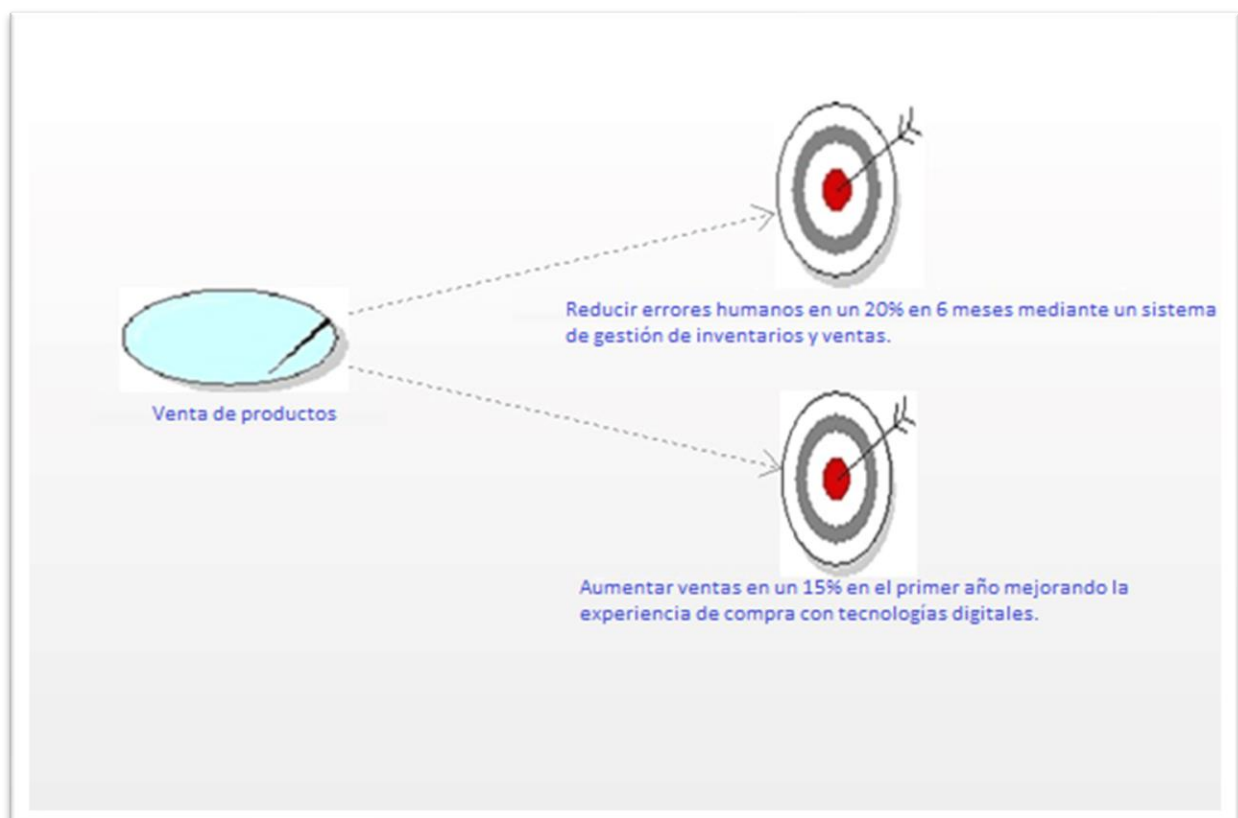 Reducir errores humanos en un 20% en 6 meses mediante un sistema
de gestión de inventarios y ventas.
Venta de productos
Aumentar ventas en un 15% en el primer año mejorando la
experiencia de compra con tecnologías digitales.